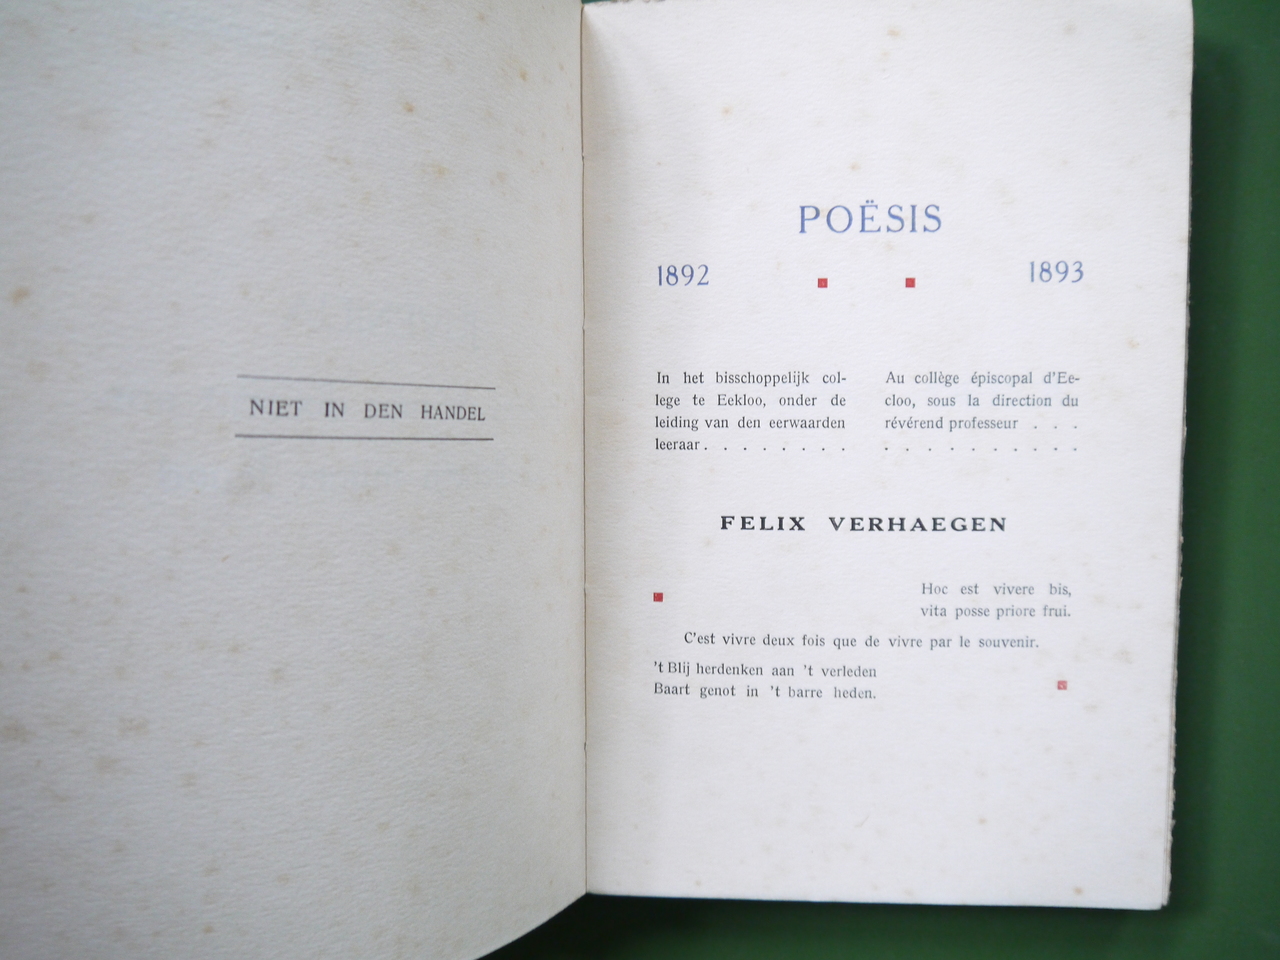 NIET IN DEN HANDEL
POËSIS
1892 1893
In het bisschoppelijk col-
lege te Eekloo, onder de
leiding van den eerwaarden
leeraar. . . . . . . .
Au collège épiscopal d'Ee-
cloo, sous la direction du
révérend professeur . . .
. . . . . . . . . .
FELIX VERHAEGEN
Hoc est vivere bis,
vita posse priore frui.
C'est vivre deux fois que de vivre par le souvenir.
't Blij herdenken aan 't verleden
Baart genot in 't barre heden.